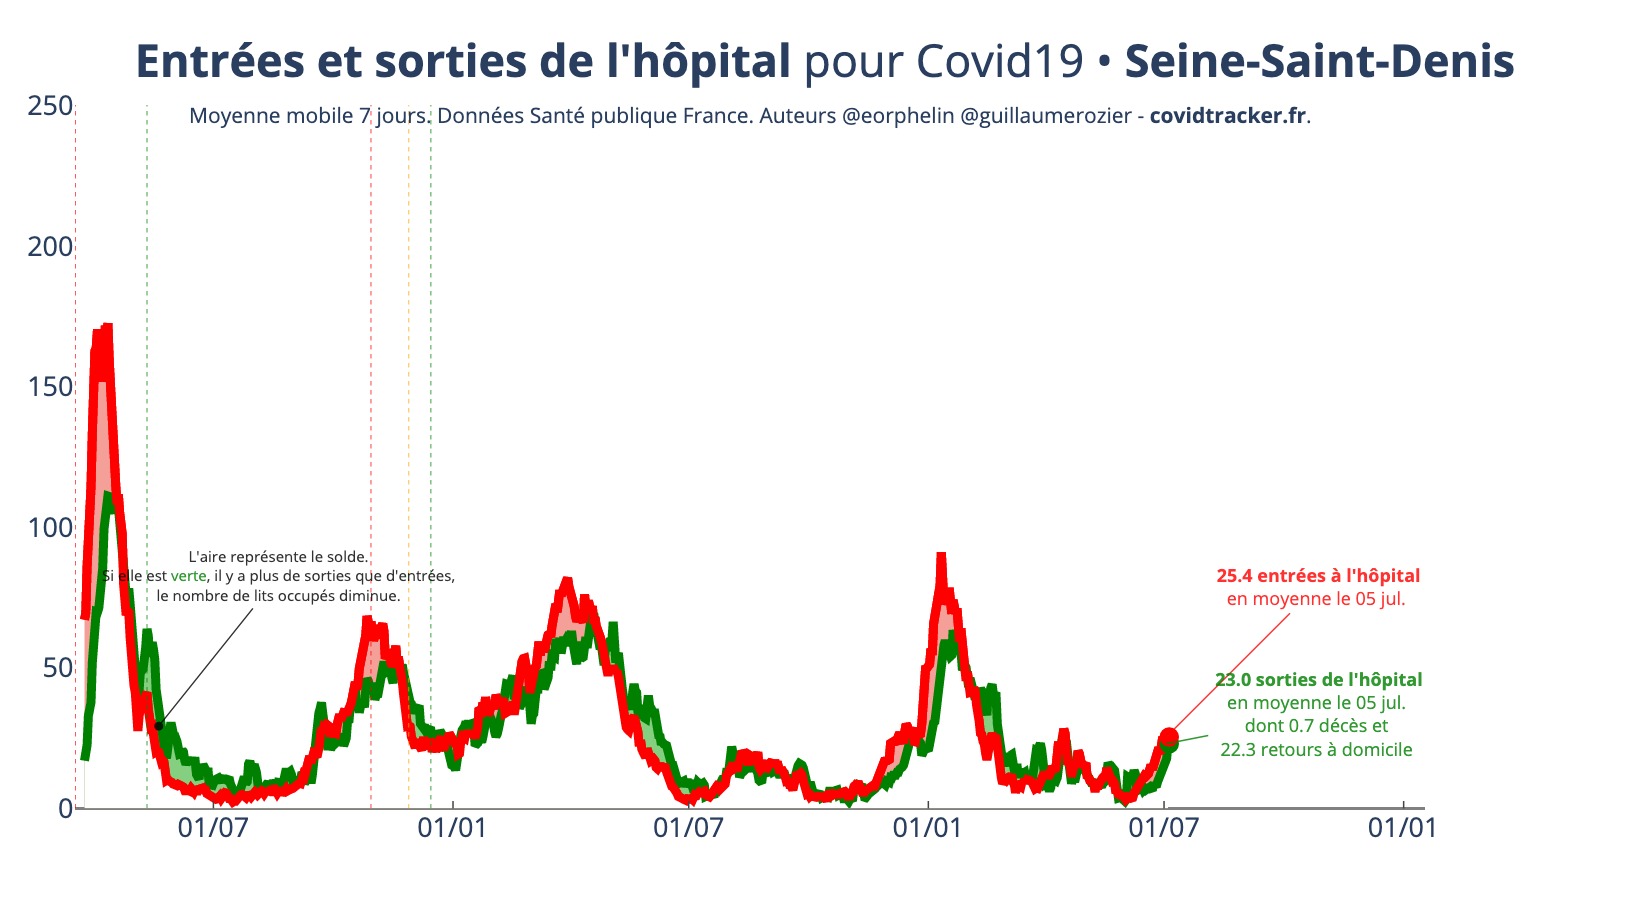 Entrées et sorties de l'hôpital pour Covid19 • Seine-Saint-Denis
Moyenne mobile 7 jours. Données Santé publique France. Auteurs @eorphelin @guillaumerozier - covidtracker.fr.
250
200
150
100
50
0
L'aire représente le solde.
Si elle est verte, il y a plus de sorties que d'entrées,
le nombre de lits occupés diminue.
25.4 entrées à l'hôpital
en moyenne le 05 jul.
23.0 sorties de l'hôpital
en moyenne le 05 jul.
dont 0.7 décès et
22.3 retours à domicile
01/07
01/01
01/07
01/01
01/07
01/01